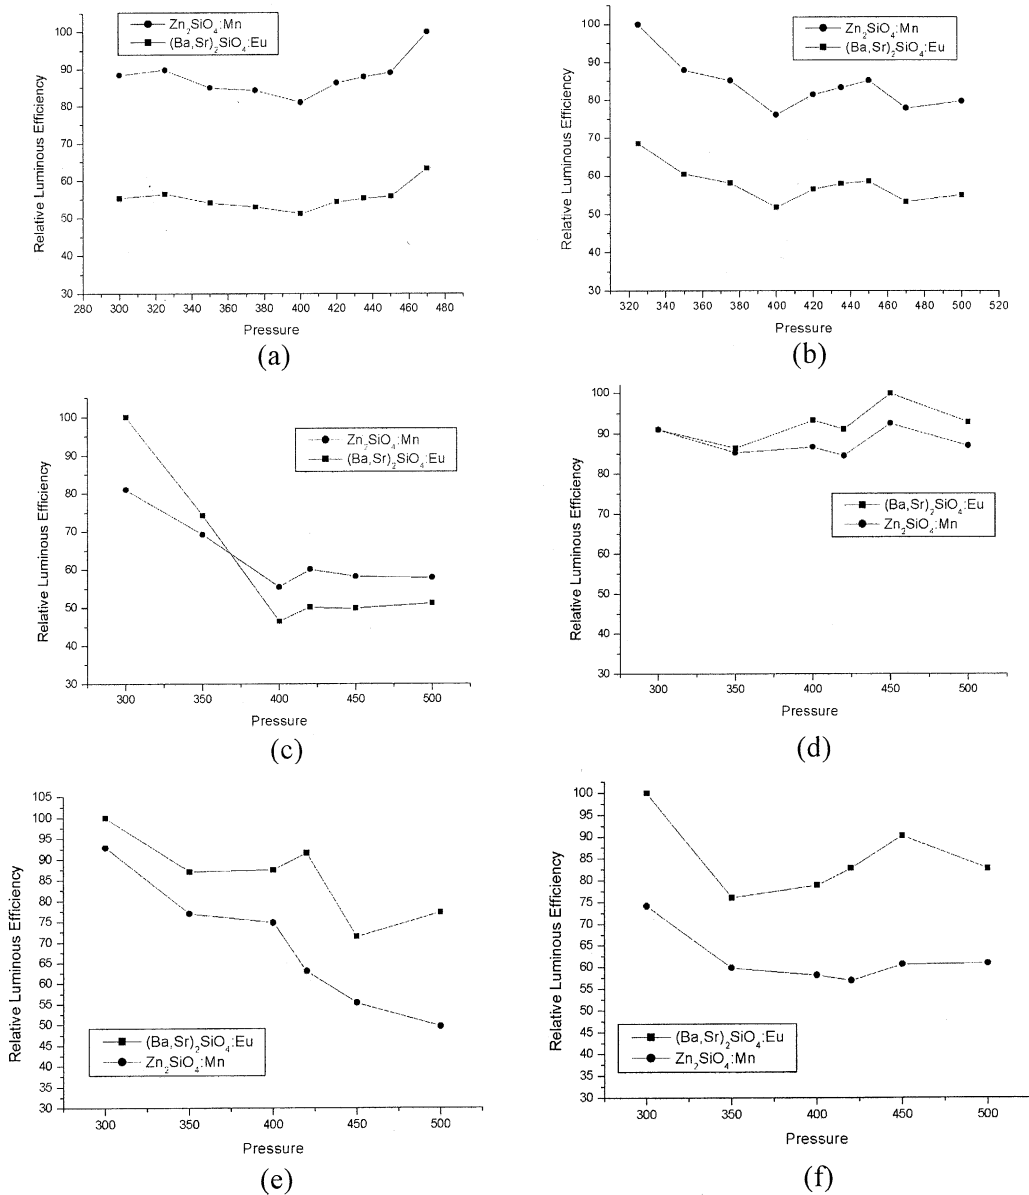 Zn2SiO4:Mn
(Ba,Sr)2SiO4:Eu
Relative Luminous Efficiency
100
90
80
70
60
50
40
30
280 300 320 340 360 380 400 420 440 460 480
Pressure
(a)
Zn2SiO4:Mn
(Ba,Sr)2SiO4:Eu
Relative Luminous Efficiency
100
90
80
70
60
50
40
30
320 340 360 380 400 420 440 460 480 500 520
Pressure
(b)
Zn2SiO4:Mn
(Ba,Sr)2SiO4:Eu
Relative Luminous Efficiency
100
90
80
70
60
50
40
30
300 350 400 450 500
Pressure
(c)
(Ba,Sr)2SiO4:Eu
Zn2SiO4:Mn
Relative Luminous Efficiency
100
90
80
70
60
50
40
30
300 350 400 450 500
Pressure
(d)
Relative Luminous Efficiency
105
100
95
90
85
80
75
70
65
60
55
50
45
40
35
30
(Ba,Sr)2SiO4:Eu
Zn2SiO4:Mn
300 350 400 450 500
Pressure
(e)
Relative Luminous Efficiency
100
95
90
85
80
75
70
65
60
55
50
45
40
35
30
(Ba,Sr)2SiO4:Eu
Zn2SiO4:Mn
300 350 400 450 500
Pressure
(f)